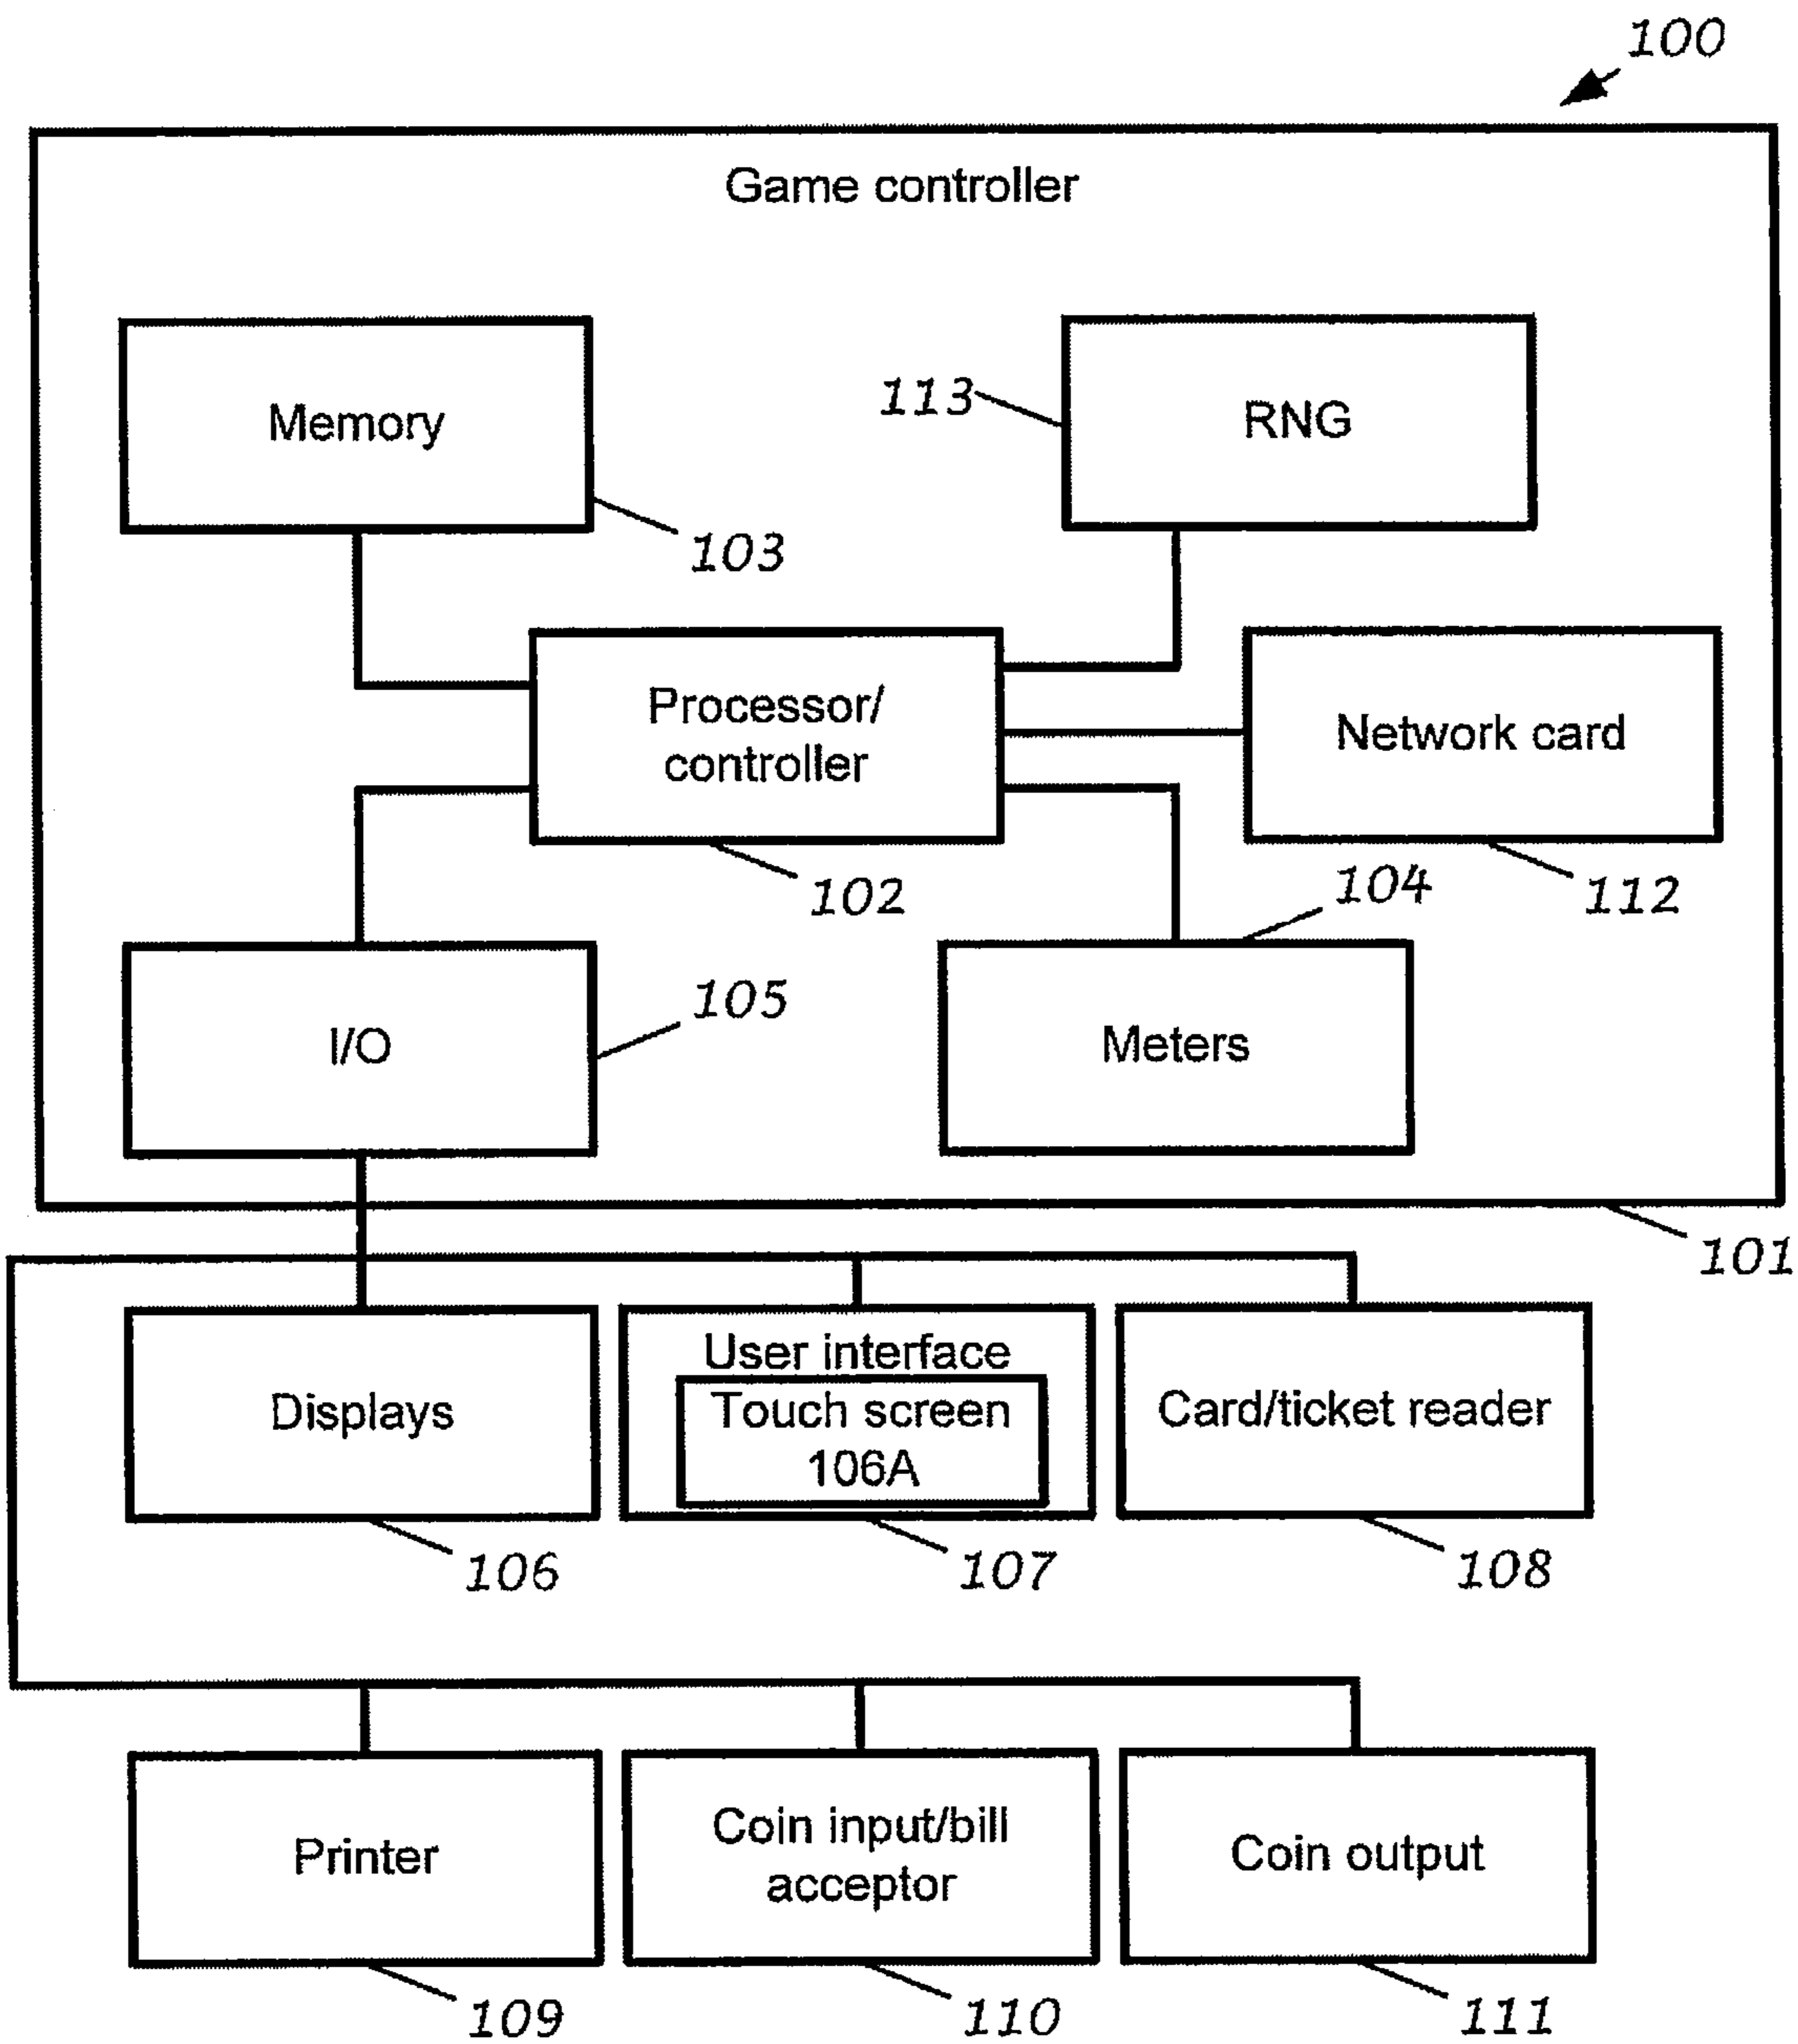 100
Game controller
Memory
113
RNG
103
Processor/
controller
Network card
102
104
112
I/O
105
Meters
101
Displays
User interface
Touch screen
106A
Card/ticket reader
106
107
108
Printer
Coin input/bill
acceptor
Coin output
109
110
111